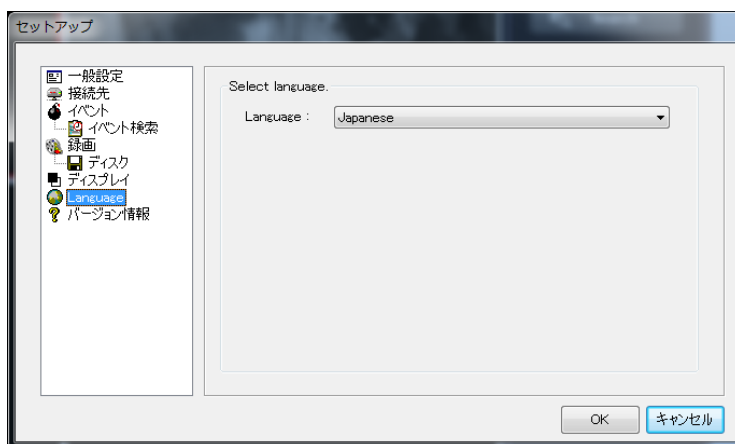 セットアップ
一般設定
接続先
イベント
イベント検索
録画
ディスク
ディスプレイ
Language
バージョン情報
Select language.
Language : Japanese
OK キャンセル